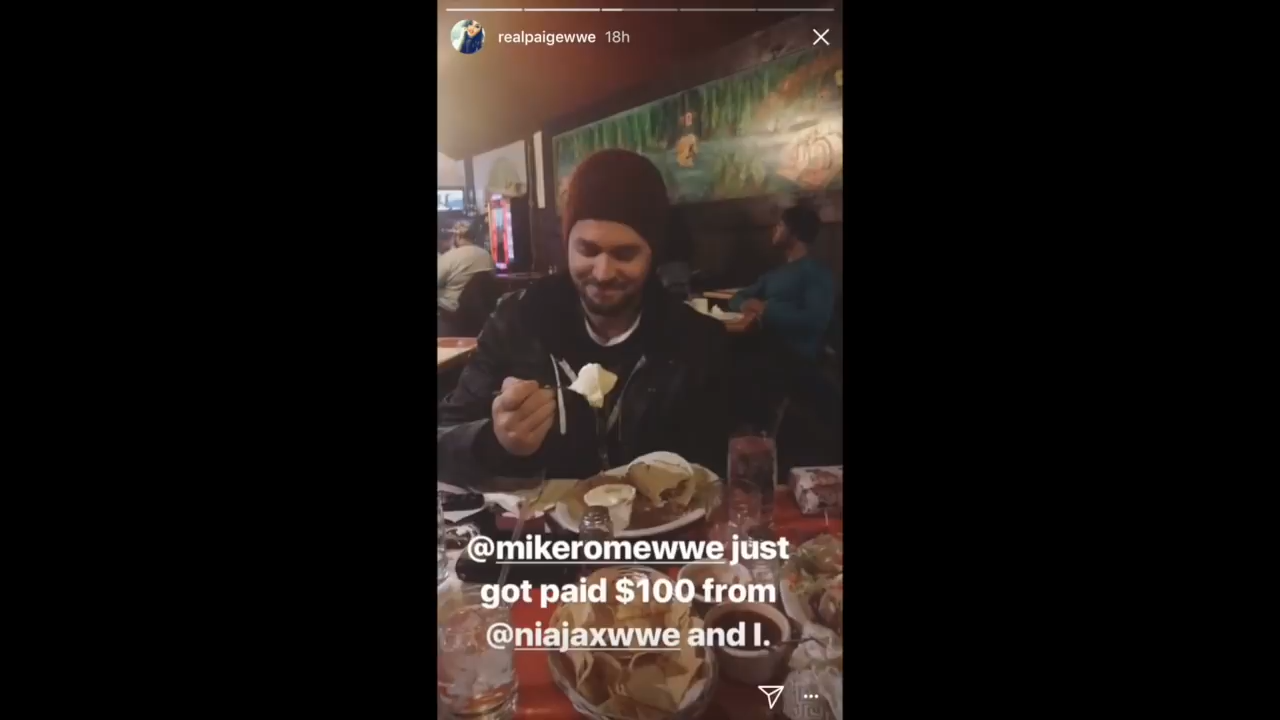 realpaigewwe 18h
@mikeromewwe just
got paid $100 from
@niajaxwwe and I.